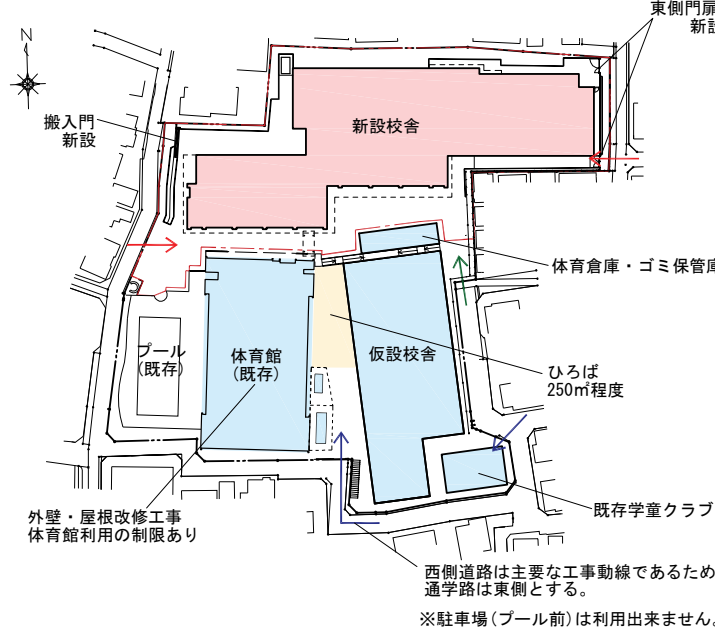 東側門扉
新設
N
搬入門
新設
新設校舎
体育倉庫・ゴミ保管庫
プール
(既存)
体育館
(既存)
仮設校舎
ひろば
250㎡程度
外壁・屋根改修工事
体育館利用の制限あり
既存学童クラブ
西側道路は主要な工事動線であるため
通学路は東側とする。
※駐車場(プール前)は利用出来ません。